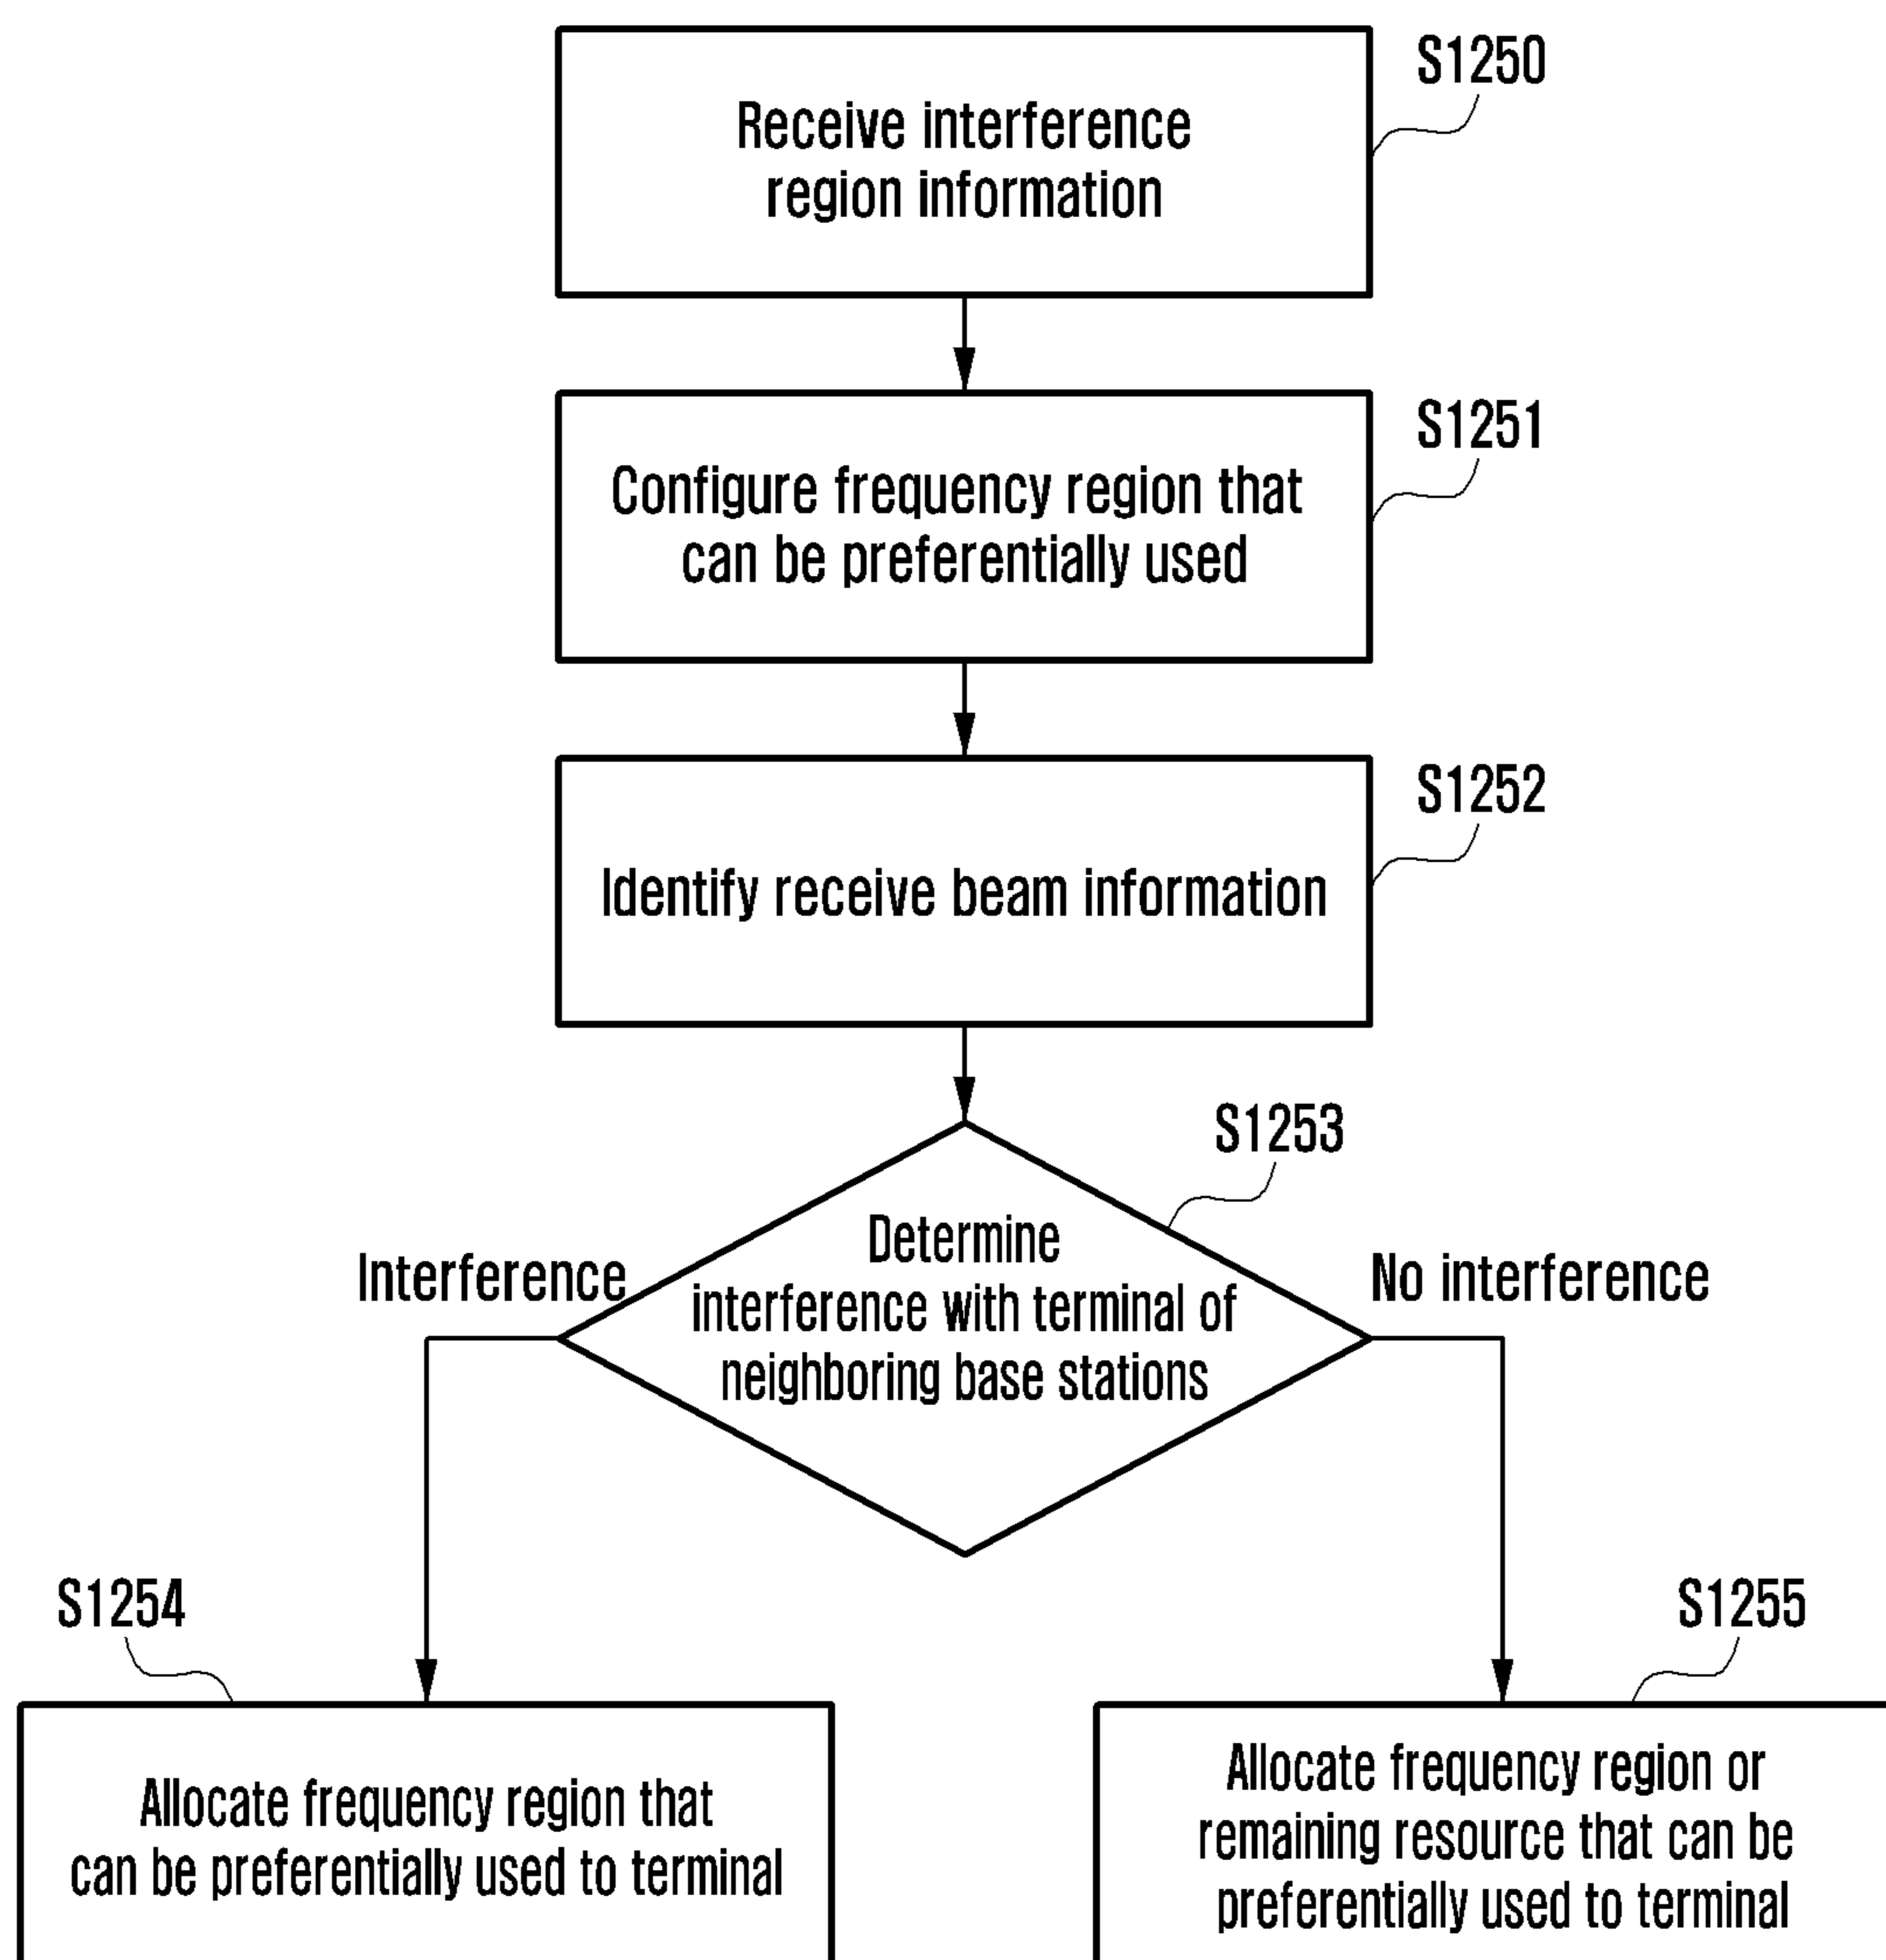 S1250
Receive interference
region information
S1251
Configure frequency region that
can be preferentially used
S1252
Identify receive beam information
S1253
Determine
interference with terminal of
neighboring base stations
Interference
No interference
S1254
Allocate frequency region that
can be preferentially used to terminal
S1255
Allocate frequency region or
remaining resource that can be
preferentially used to terminal